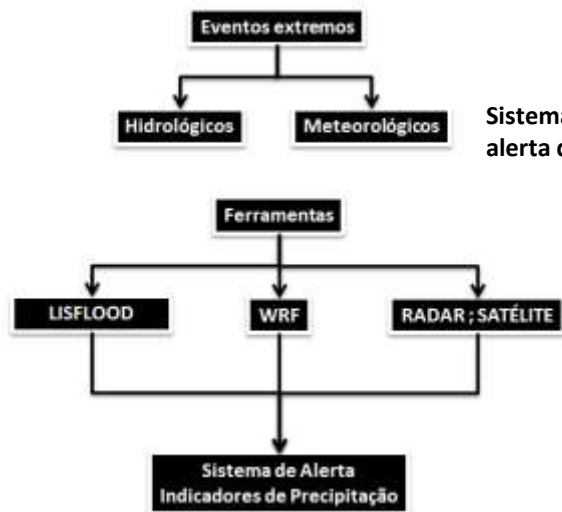 Eventos extremos
Hidrológicos
Meteorológicos
Sistema
alerta
Ferramentas
LISFLOOD
WRF
RADAR ; SATÉLITE
Sistema de Alerta
Indicadores de Precipitação